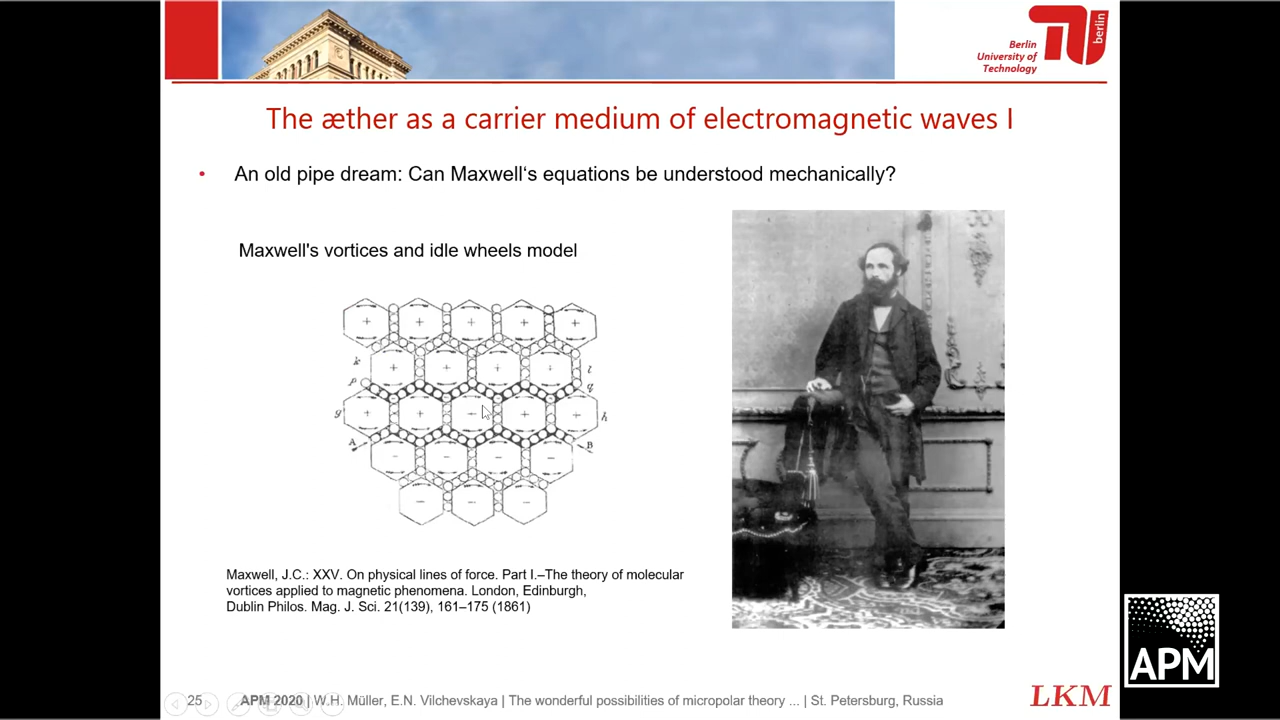 Berlin
University of
Technology
berlin
The æther as a carrier medium of electromagnetic waves I
• An old pipe dream: Can Maxwell‘s equations be understood mechanically?
Maxwell's vortices and idle wheels model
k
l
p
q
g
h
A
B
Maxwell, J.C.: XXV. On physical lines of force. Part I.–The theory of molecular
vortices applied to magnetic phenomena. London, Edinburgh,
Dublin Philos. Mag. J. Sci. 21(139), 161–175 (1861)
APM
25 APM 2020 | W.H. Müller, E.N. Vilchevskaya | The wonderful possibilities of micropolar theory ... | St. Petersburg, Russia
LKM